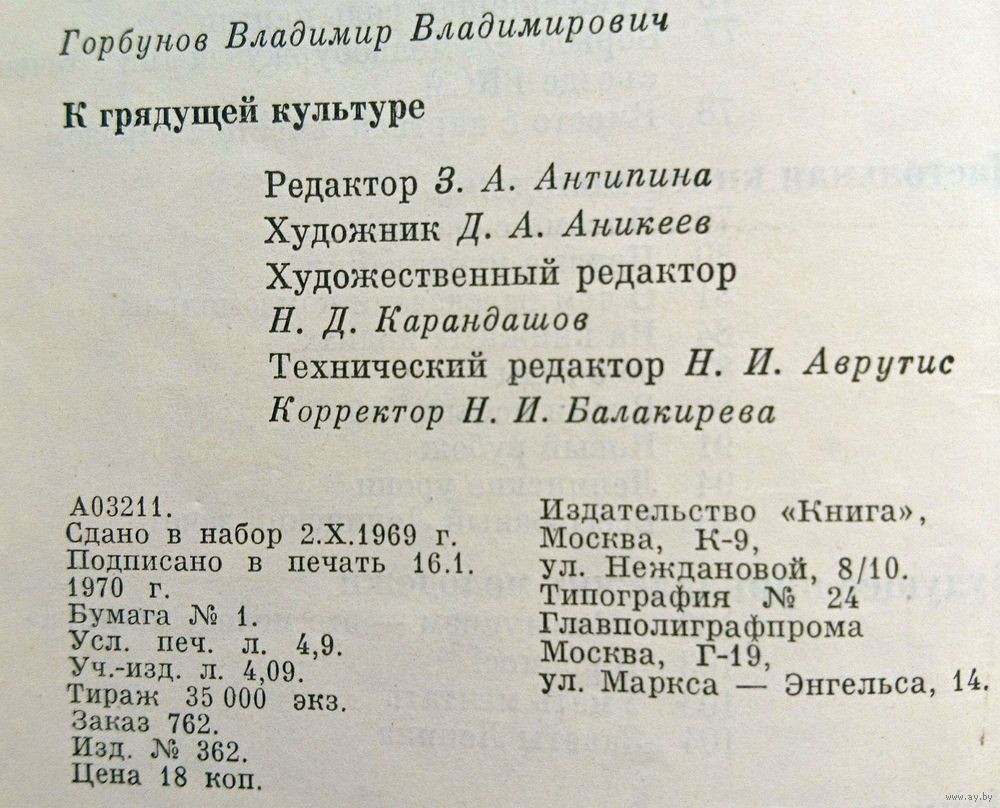 Горбунов Владимир Владимирович
К грядущей культуре
Редактор З. А. Антипина
Художник Д. А. Аникеев
Художественный редактор
Н. Д. Карандашов
Технический редактор Н. И. Аврутис
Корректор Н. И. Балакирева
А03211.
Сдано в набор 2.X.1969 г.
Подписано в печать 16.1.
1970 г.
Бумага № 1.
Усл. печ. л. 4,9.
Уч.-изд. л. 4,09.
Тираж 35 000 экз.
Заказ 762.
Изд. № 362.
Цена 18 коп.
Издательство «Книга»,
Москва, К-9,
ул. Неждановой, 8/10.
Типография № 24
Главполиграфпрома
Москва, Г-19,
ул. Маркса — Энгельса, 14.
www.ay.by